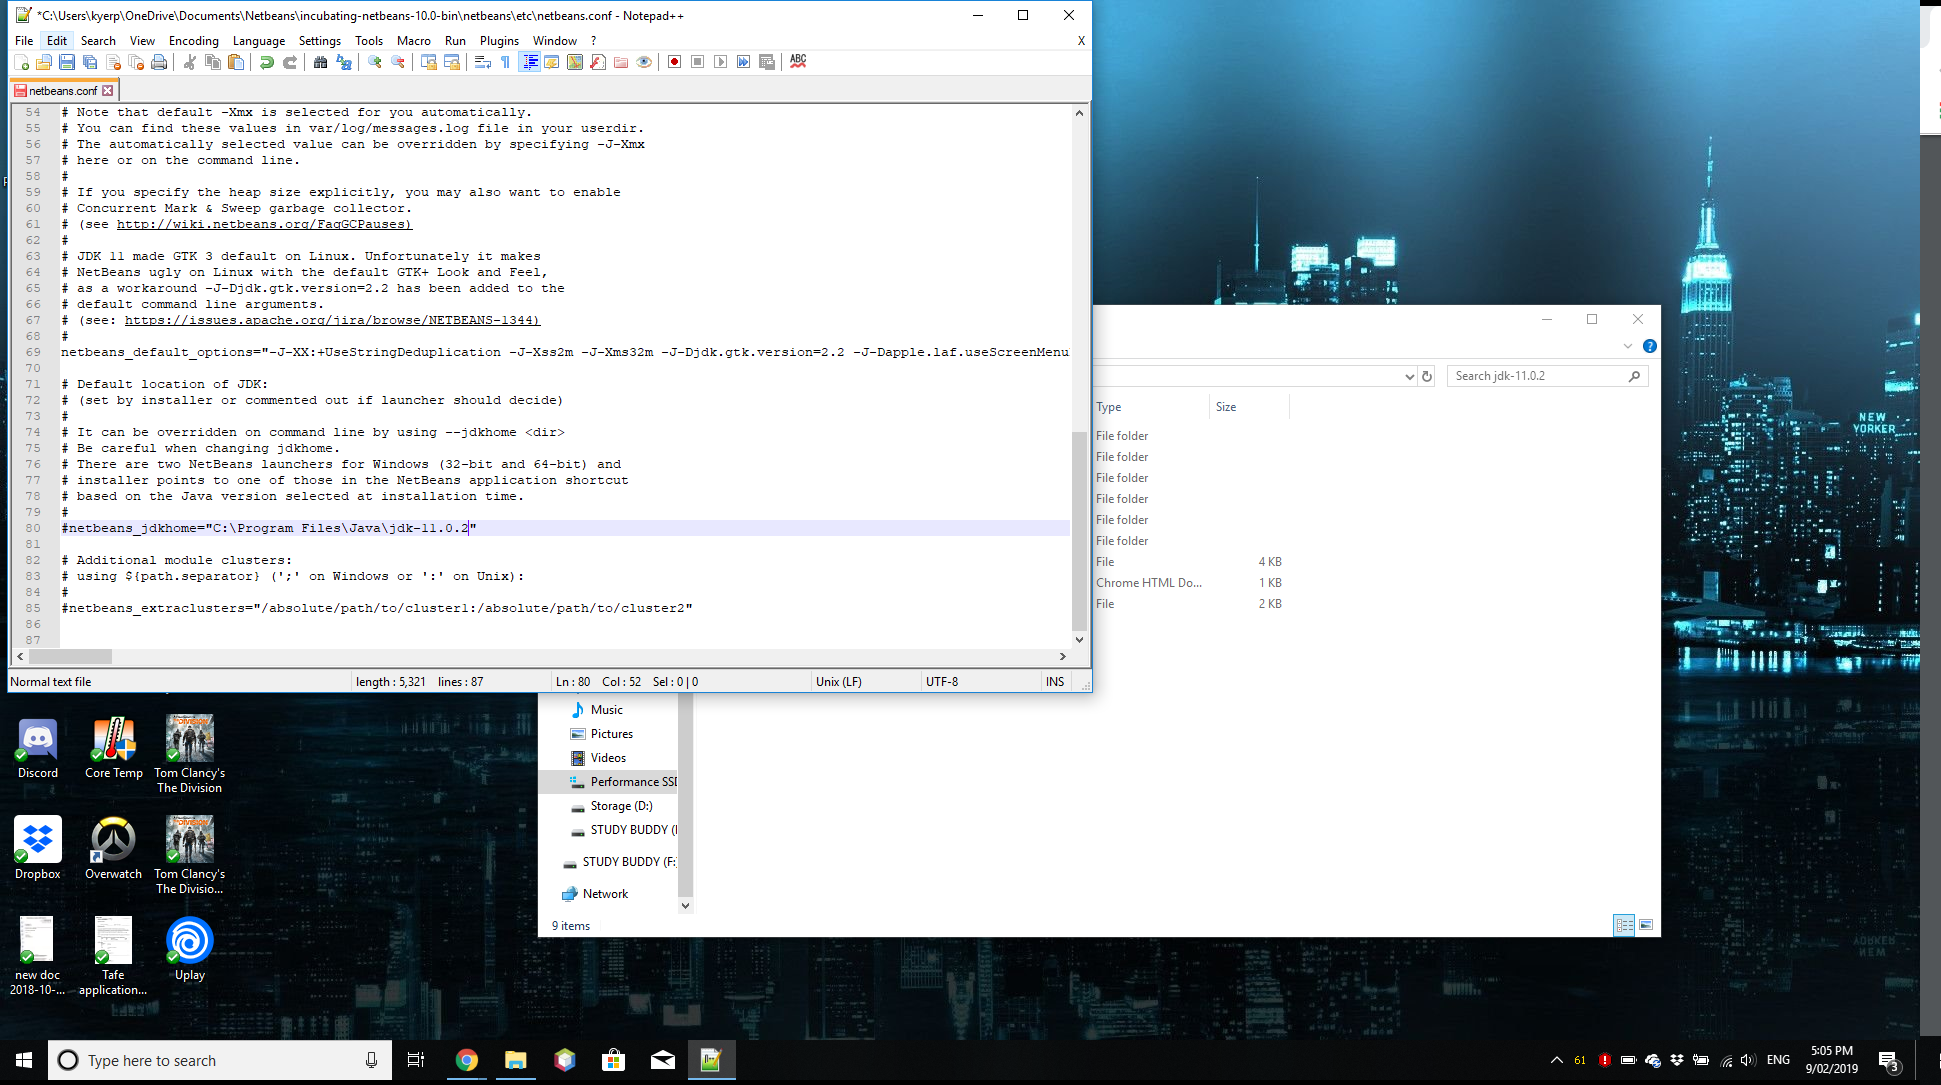 *C:\Users\kyerp\OneDrive\Documents\Netbeans\incubating-netbeans-10.0-bin\netbeans\etc\netbeans.conf - Notepad++
File Edit Search View Encoding Language Settings Tools Macro Run Plugins Window ? X
netbeans.conf
54 # Note that default -Xmx is selected for you automatically.
55 # You can find these values in var/log/messages.log file in your userdir.
56 # The automatically selected value can be overridden by specifying -J-Xmx
57 # here or on the command line.
58 #
59 # If you specify the heap size explicitly, you may also want to enable
60 # Concurrent Mark & Sweep garbage collector.
61 # (see http://wiki.netbeans.org/FaqGCPauses)
62 #
63 # JDK 11 made GTK 3 default on Linux. Unfortunately it makes
64 # NetBeans ugly on Linux with the default GTK+ Look and Feel,
65 # as a workaround -J-Djdk.gtk.version=2.2 has been added to the
66 # default command line arguments.
67 # (see: https://issues.apache.org/jira/browse/NETBEANS-1344)
68 #
69 netbeans_default_options="-J-XX:+UseStringDeduplication -J-Xss2m -J-Xms32m -J-Djdk.gtk.version=2.2 -J-Dapple.laf.useScreenMenu
70
71 # Default location of JDK:
72 # (set by installer or commented out if launcher should decide)
73 #
74 # It can be overridden on command line by using --jdkhome <dir>
75 # Be careful when changing jdkhome.
76 # There are two NetBeans launchers for Windows (32-bit and 64-bit) and
77 # installer points to one of those in the NetBeans application shortcut
78 # based on the Java version selected at installation time.
79 #
80 #netbeans_jdkhome="C:\Program Files\Java\jdk-11.0.2"
81
82 # Additional module clusters:
83 # using ${path.separator} (';' on Windows or ':' on Unix):
84 #
85 #netbeans_extraclusters="/absolute/path/to/cluster1:/absolute/path/to/cluster2"
86
87
Normal text file length : 5,321 lines : 87 Ln : 80 Col : 52 Sel : 0 | 0 Unix (LF) UTF-8 INS
Search jdk-11.0.2
Type Size
File folder
File folder
File folder
File folder
File folder
File folder
File 4 KB
Chrome HTML Do... 1 KB
File 2 KB
Music
Pictures
Videos
Performance SSD
Storage (D:)
STUDY BUDDY (
STUDY BUDDY (F:
Network
9 items
NEW YORKER
ABC
Discord
Core Temp
Tom Clancy's The Division
Dropbox
Overwatch
Tom Clancy's The Divisio...
new doc 2018-10-...
Tafe application...
Uplay
Type here to search
61
ENG
5:05 PM
9/02/2019
3